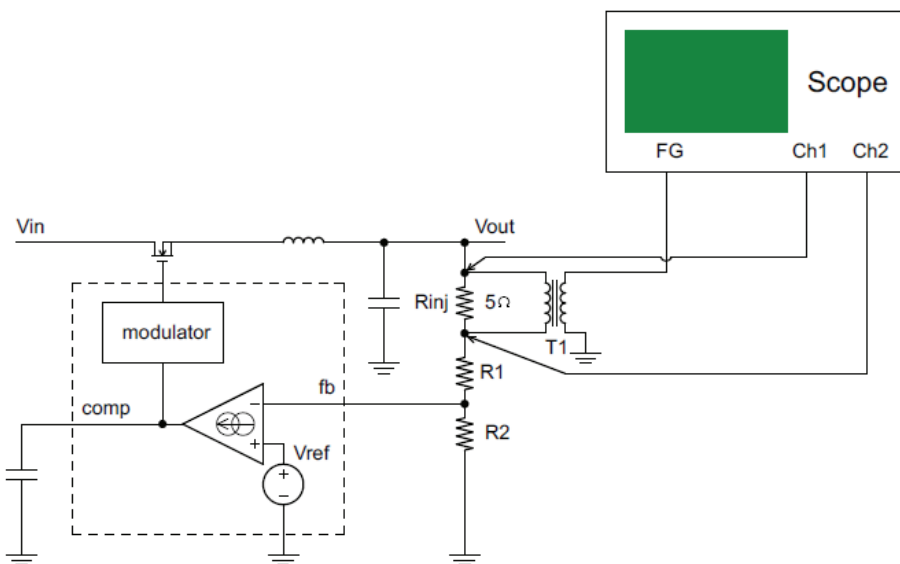 Scope
FG
Ch1
Ch2
Vin
Vout
Rinj
5Ω
T1
modulator
R1
fb
comp
R2
Vref